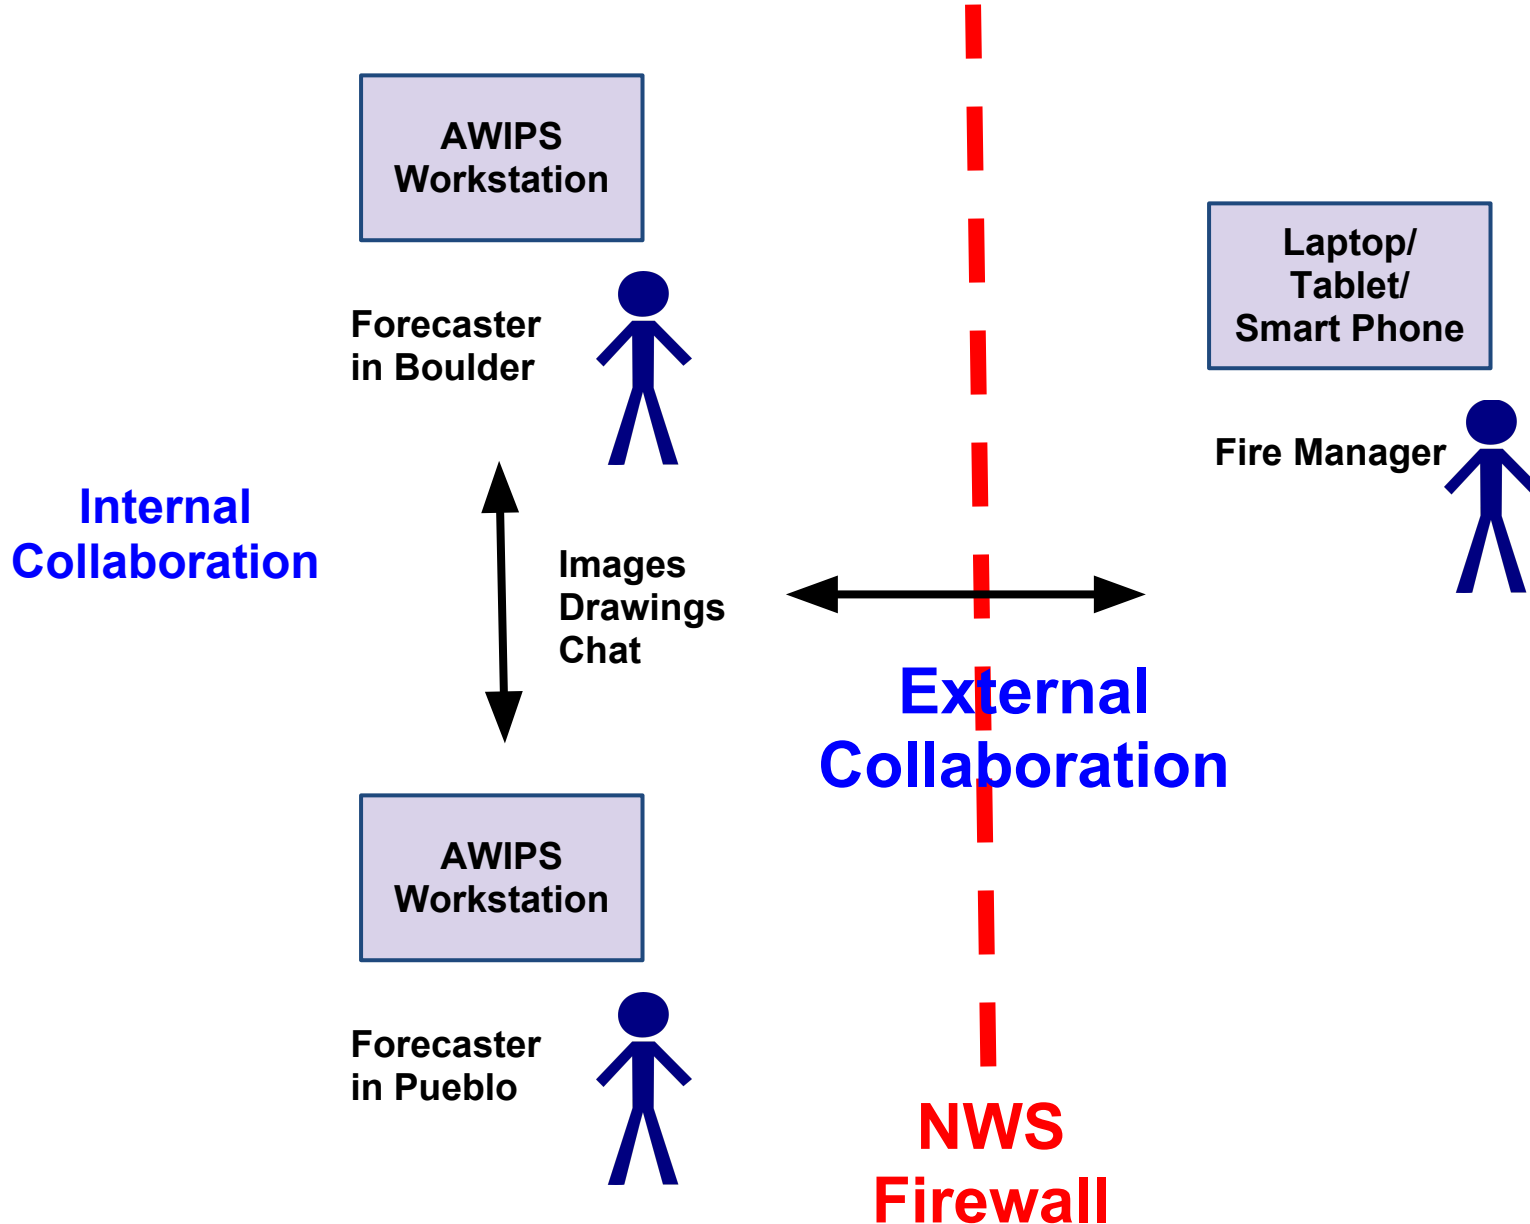 AWIPS
Workstation
Laptop/
Tablet/
Smart Phone
Forecaster
in Boulder
Fire Manager
Internal
Collaboration
Images
Drawings
Chat
External
Collaboration
AWIPS
Workstation
Forecaster
in Pueblo
NWS
Firewall